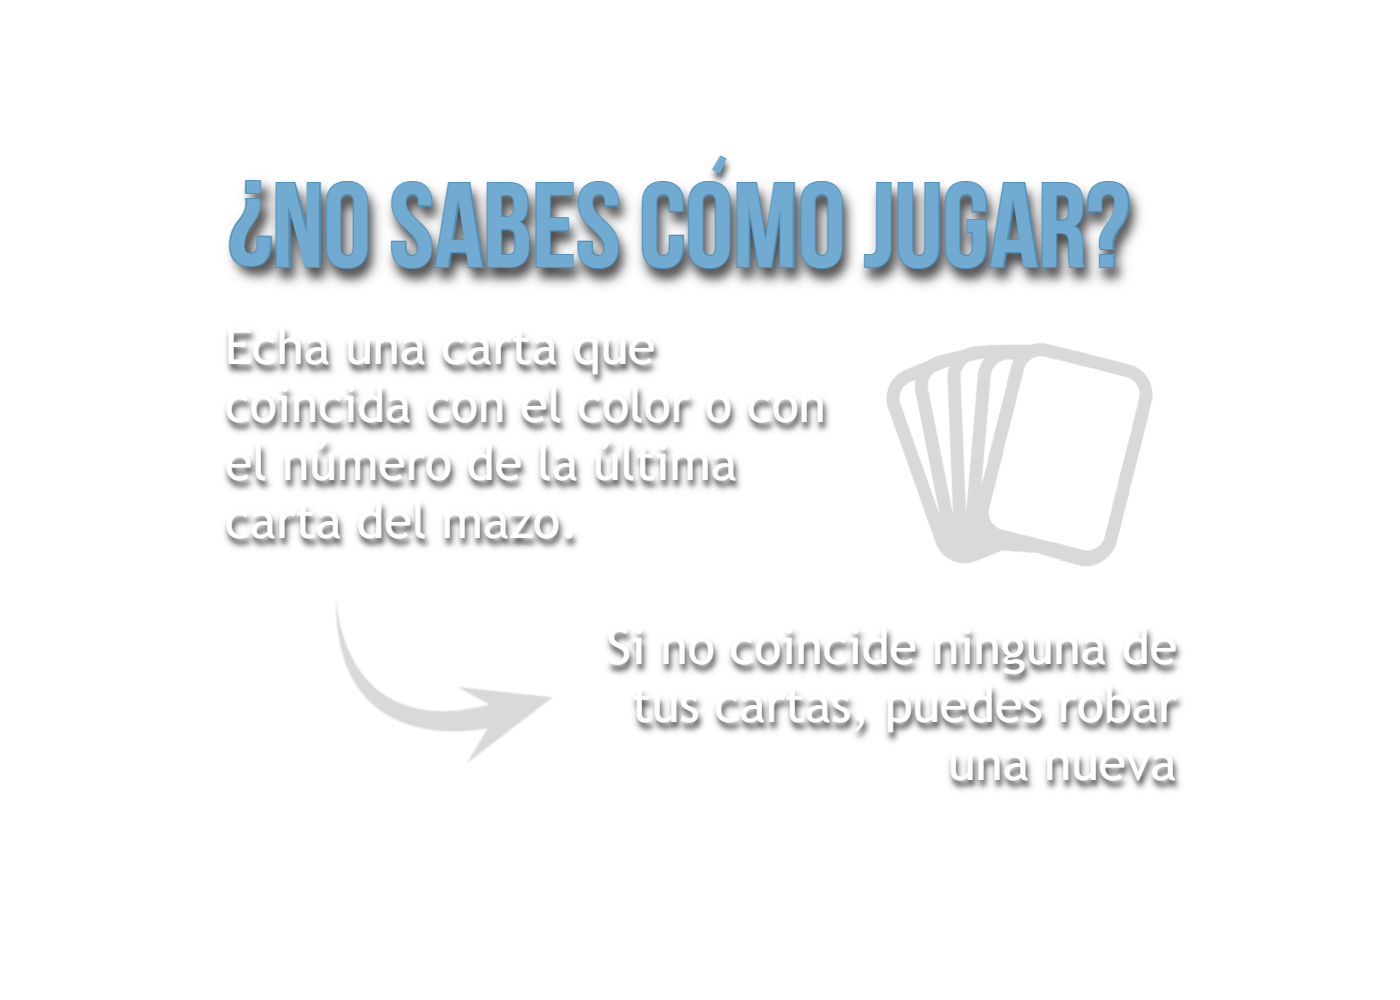 ¿NO SABES CÓMO JUGAR?
Echa una carta que
coincida con el color o con
el número de la última
carta del mazo.
Si no coincide ninguna de
tus cartas, puedes robar
una nueva